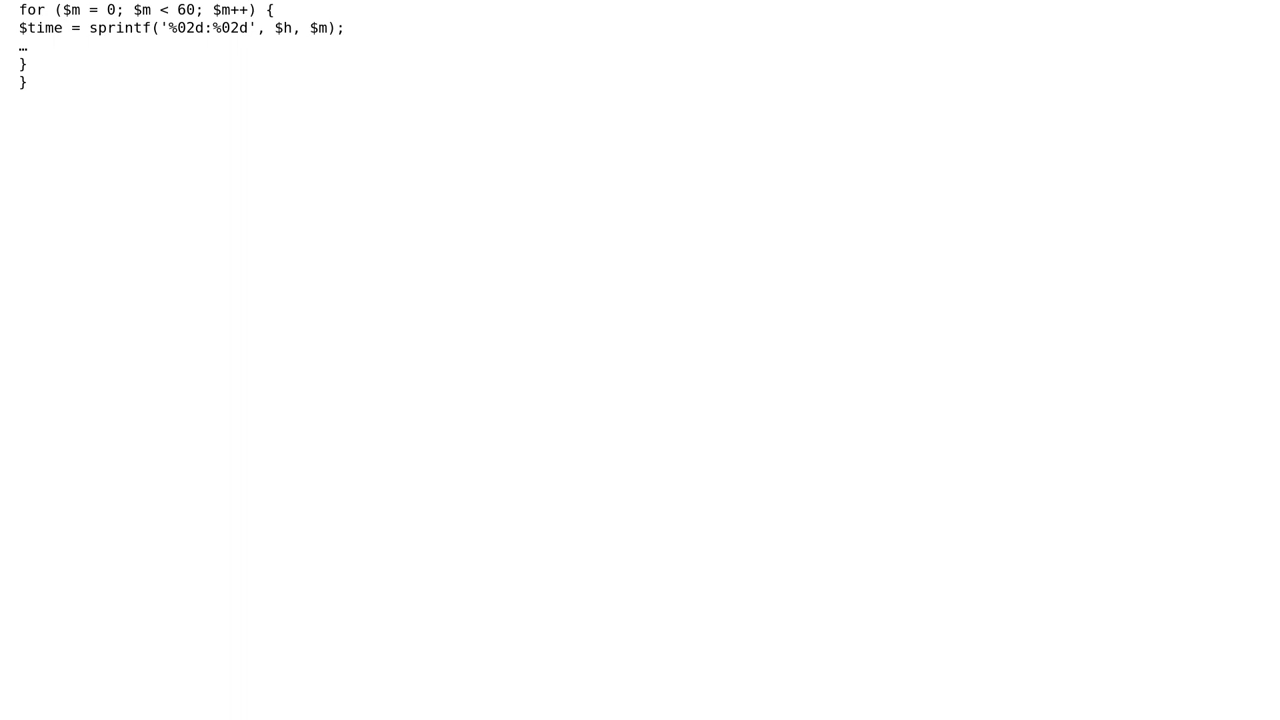 for ($m = 0; $m < 60; $m++) {
$time = sprintf('%02d:%02d', $h, $m);
…
}
}